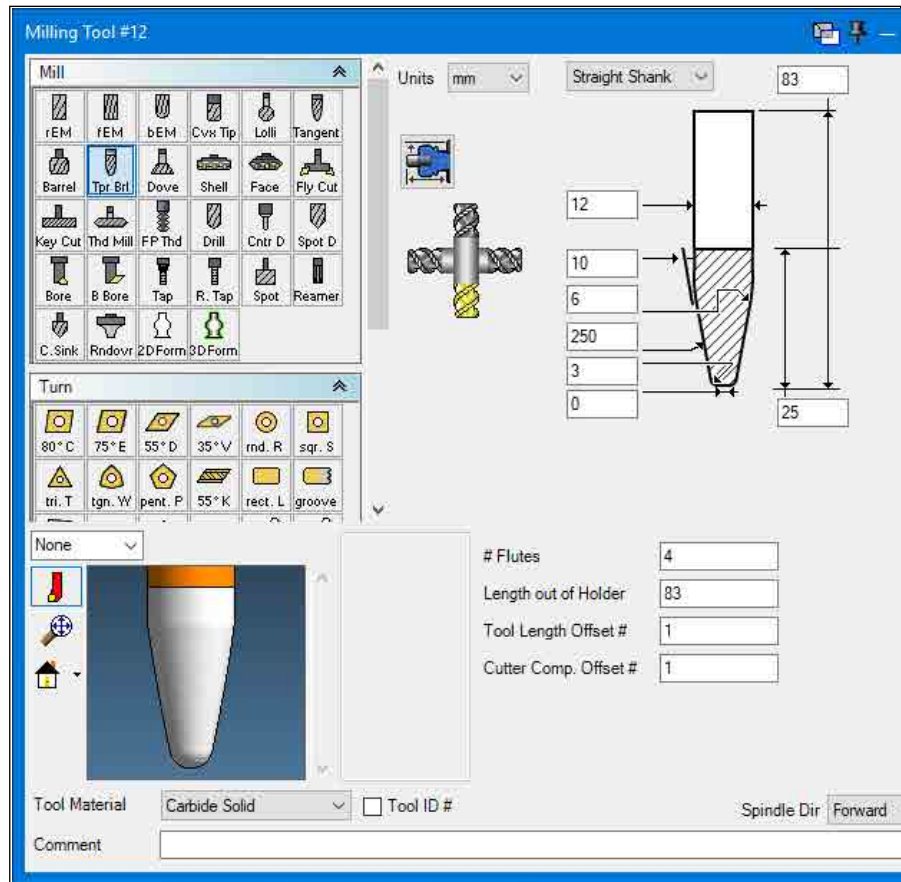 Milling Tool #12
Mill
Units mm
Straight Shank
83
rEM fEM bEM Cvx Tip Lolli Tangent
Barrel Tpr Brl Dove Shell Face Fly Cut
12
Key Cut Thd Mill FP Thd Drill Cntr D Spot D
10
Bore B Bore Tap R. Tap Spot Reamer
6
250
C.Sink Rndovr 2DForm 3DForm
3
0
25
Turn
80°C 75°E 55°D 35°V rnd. R sqr. S
tri. T tgn. W pent. P 55°K rect. L groove
None
# Flutes 4
Length out of Holder 83
Tool Length Offset # 1
Cutter Comp. Offset # 1
Tool Material Carbide Solid Tool ID # Spindle Dir Forward
Comment